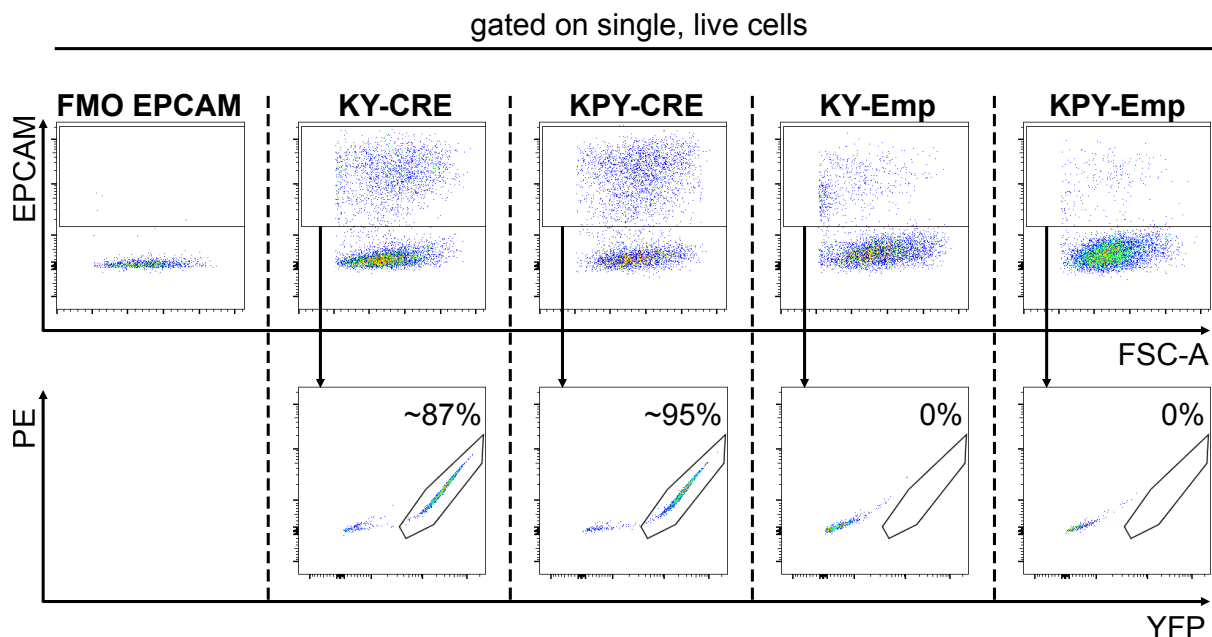 gated on single, live cells
FMO EPCAM KY-CRE KPY-CRE KY-Emp KPY-Emp
EPCAM
FSC-A
PE
~87% ~95% 0% 0%
YFP